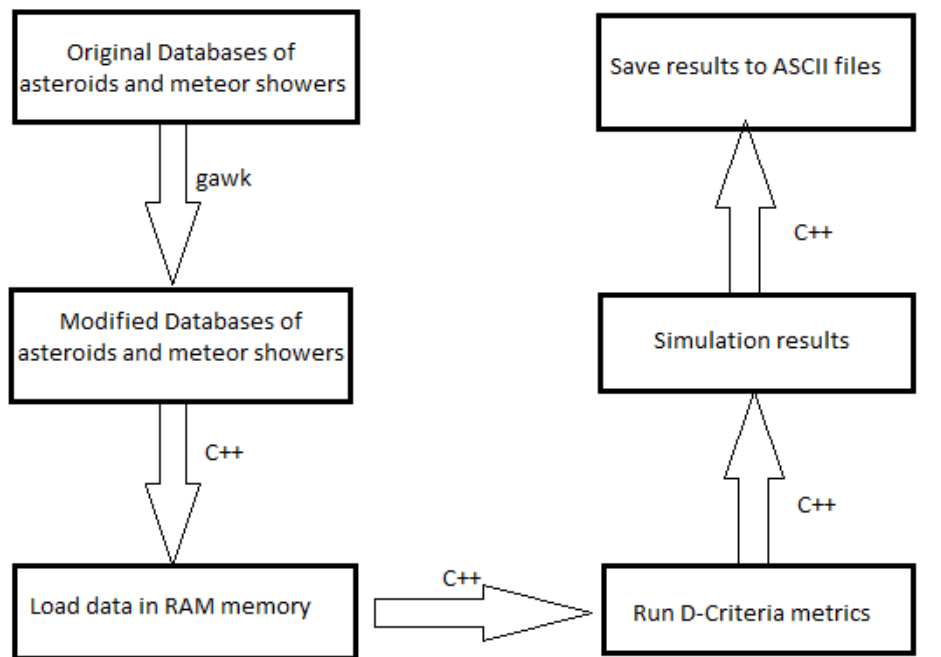 Original Databases of
asteroids and meteor showers
gawk
Modified Databases of
asteroids and meteor showers
C++
Load data in RAM memory
C++
Run D-Criteria metrics
C++
Simulation results
C++
Save results to ASCII files